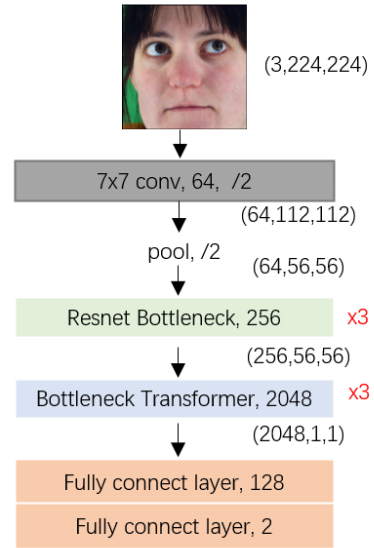 (3,224,224)
7x7 conv, 64, /2
(64,112,112)
pool, /2
(64,56,56)
Resnet Bottleneck, 256 x3
(256,56,56)
Bottleneck Transformer, 2048 x3
(2048,1,1)
Fully connect layer, 128
Fully connect layer, 2